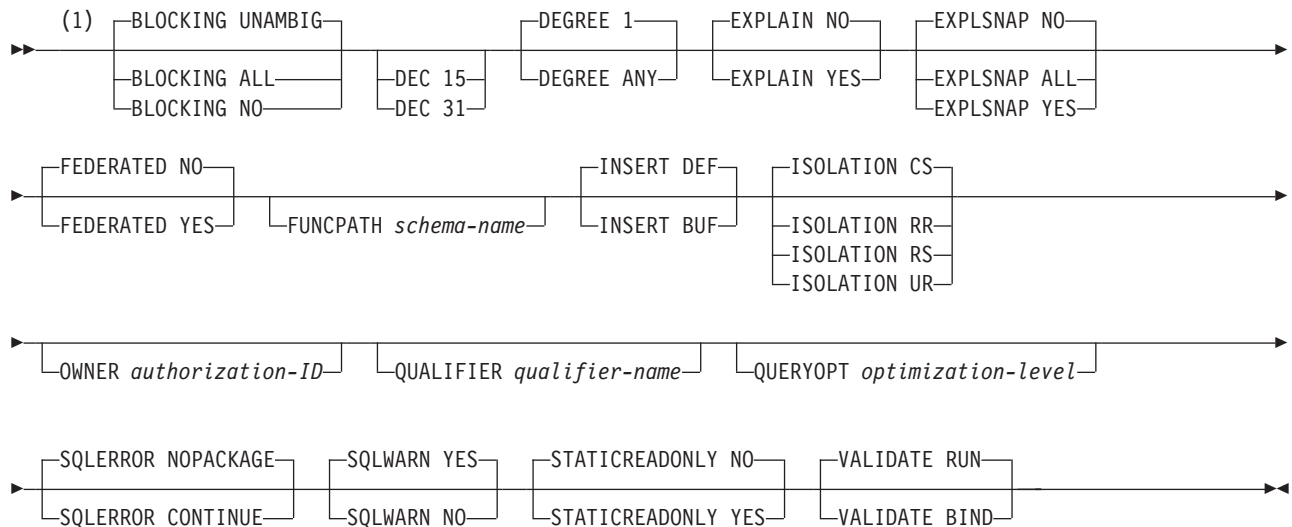 (1) BLOCKING UNAMBIG DEGREE 1 EXPLAIN NO EXPLSNAP NO
BLOCKING ALL DEC 15 DEGREE ANY EXPLAIN YES EXPLSNAP ALL
BLOCKING NO DEC 31 EXPLSNAP YES
FEDERATED NO INSERT DEF ISOLATION CS
FEDERATED YES FUNCPATH schema-name INSERT BUF ISOLATION RR
ISOLATION RS
ISOLATION UR
OWNER authorization-ID QUALIFIER qualifier-name QUERYOPT optimization-level
SQLERROR NOPACKAGE SQLWARN YES STATICREADONLY NO VALIDATE RUN
SQLERROR CONTINUE SQLWARN NO STATICREADONLY YES VALIDATE BIND